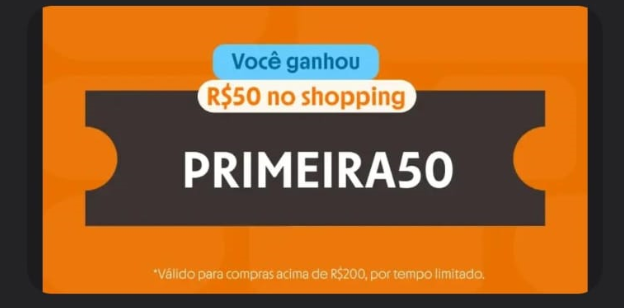 Você ganhou
R$50 no shopping
PRIMEIRA50
*Válido para compras acima de R$200, por tempo limitado.